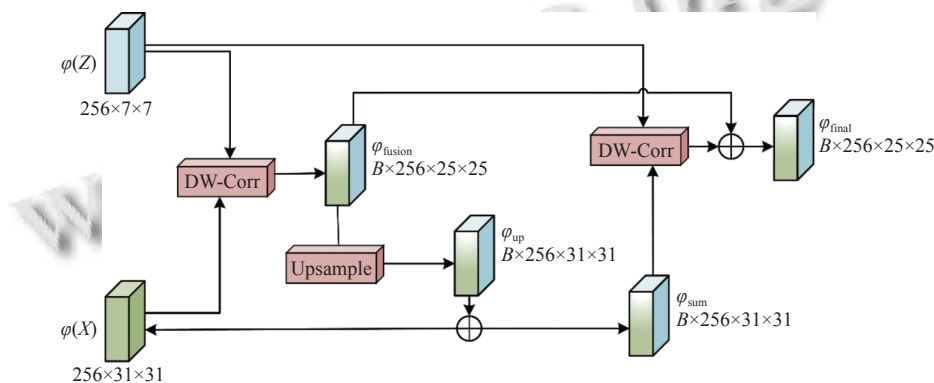 φ(Z)
256×7×7
DW-Corr
φfusion
B×256×25×25
Upsample
φup
B×256×31×31
φ(X)
256×31×31
DW-Corr
φfinal
B×256×25×25
φsum
B×256×31×31